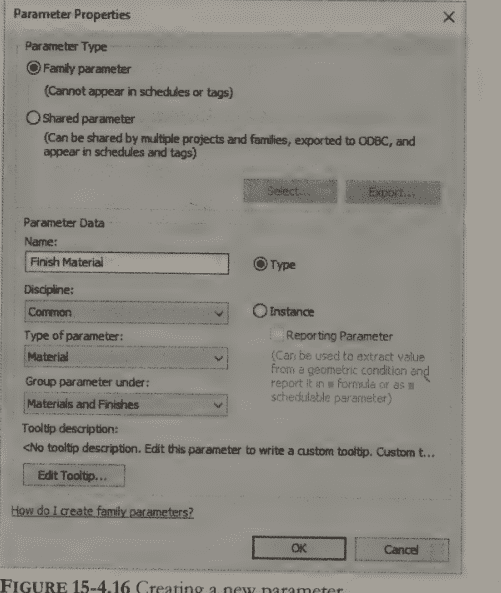 Parameter Properties
Parameter Type
Family parameter
(Cannot appear in schedules or tags)
Shared parameter
(Can be shared by multiple projects and families, exported to ODBC, and
appear in schedules and tags)
Select... Export...
Parameter Data
Name:
Finish Material
Type
Discipline:
Common
Instance
Type of parameter:
Reporting Parameter
Material
(Can be used to extract value
from a geometric condition and
report it in a formula or as a
schedulable parameter)
Group parameter under:
Materials and Finishes
Tooltip description:
<No tooltip description. Edit this parameter to write a custom tooltip. Custom t...
Edit Tooltip...
How do I create family parameters?
OK Cancel
FIGURE 15-4.16 Creating a new parameter